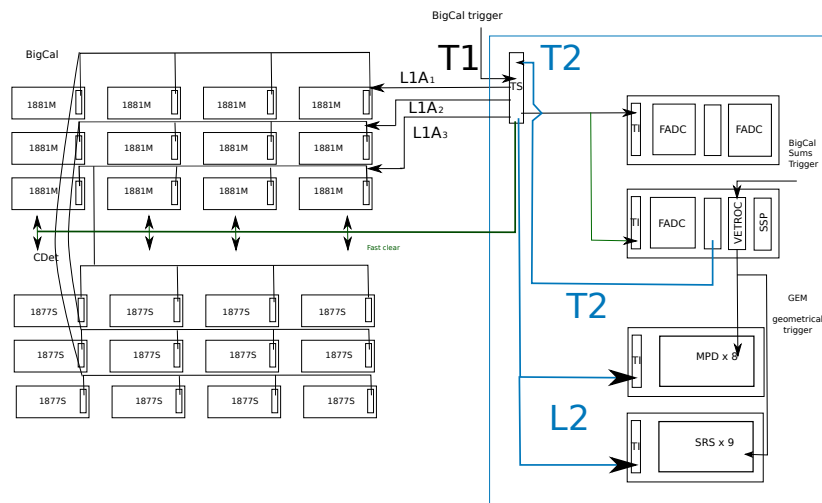 BigCal trigger
BigCal
T1
T2
TS
L1A₁
L1A₂
L1A₃
1881M
1881M
1881M
1881M
1881M
1881M
1881M
1881M
1881M
1881M
1881M
1881M
TI
FADC
FADC
BigCal
Sums
Trigger
TI
FADC
VETROC
SSP
CDet
Fast clear
T2
GEM
geometrical
trigger
1877S
1877S
1877S
1877S
1877S
1877S
1877S
1877S
1877S
1877S
1877S
1877S
TI
MPD x 8
L2
TI
SRS x 9